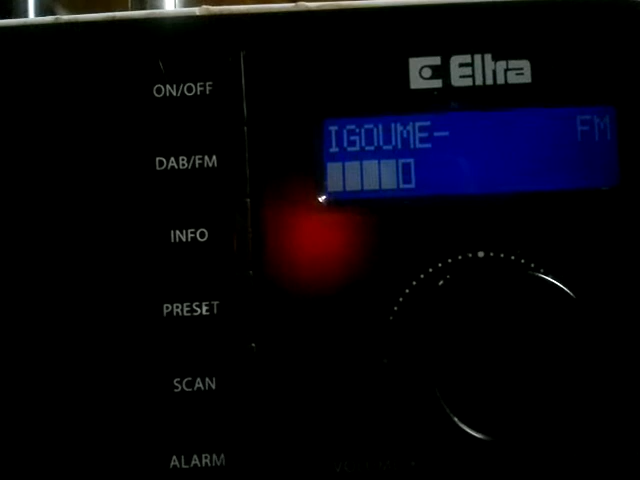 Eltra
ON/OFF
IGOUME- FM
DAB/FM
INFO
PRESET
SCAN
ALARM